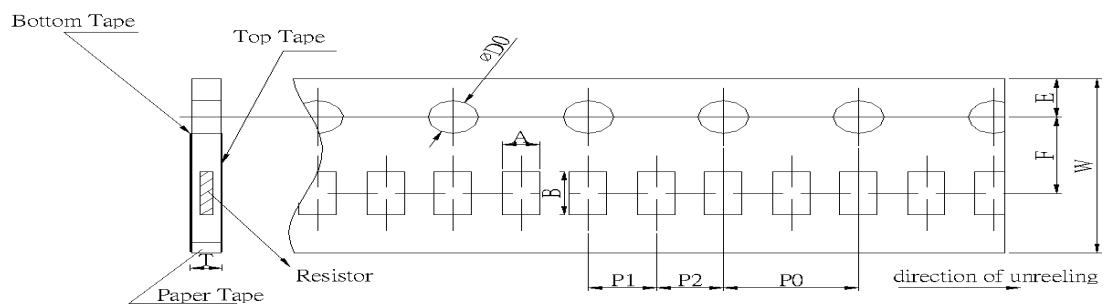 Bottom Tape
Top Tape
øD0
E
A
F
W
B
T
Resistor
P1
P2
P0
direction of unreeling
Paper Tape